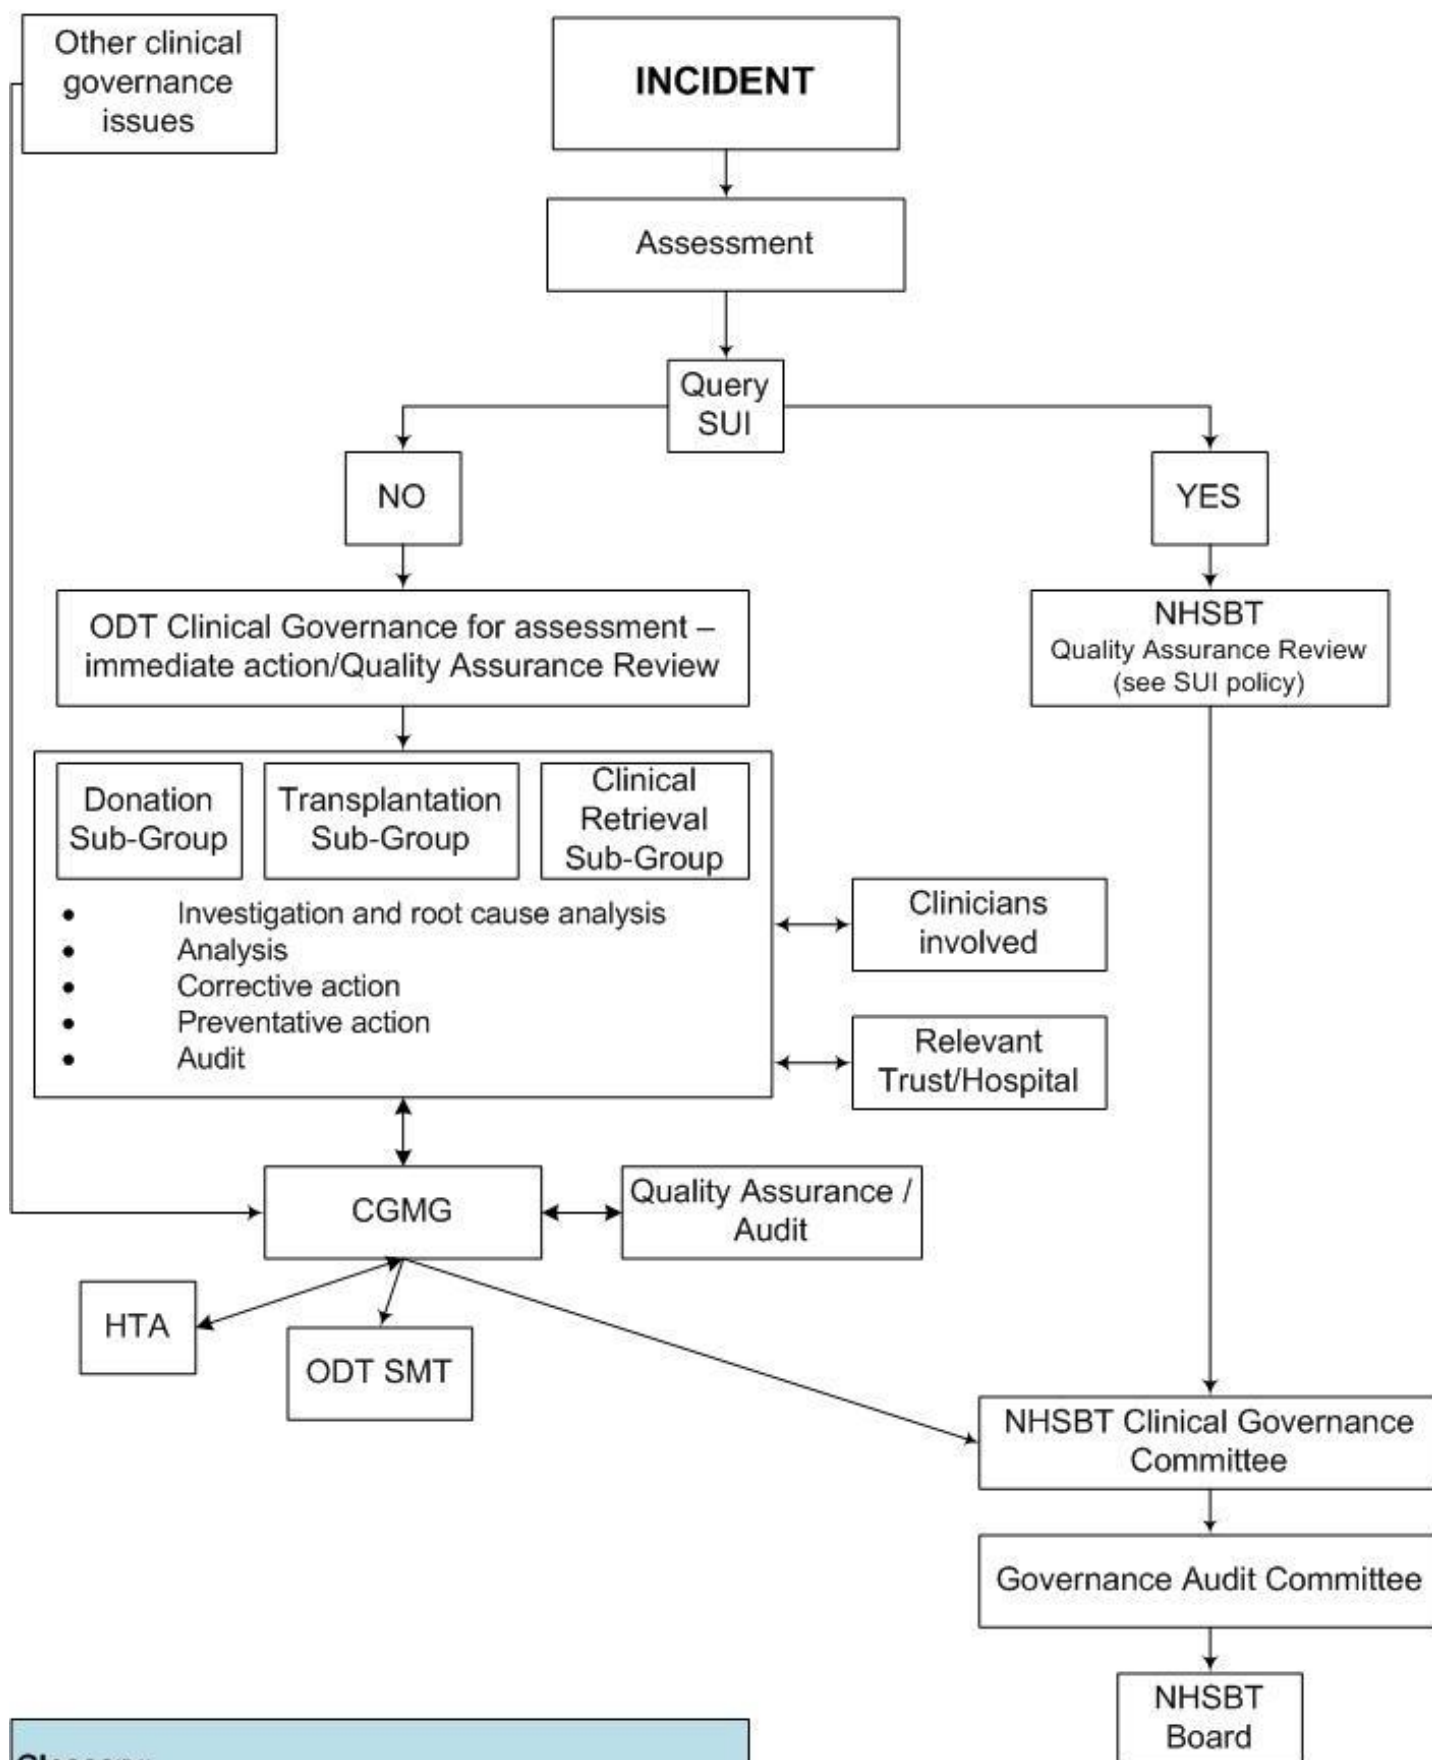 Other clinical
governance
issues
INCIDENT
Assessment
Query
SUI
NO
YES
ODT Clinical Governance for assessment –
immediate action/Quality Assurance Review
NHSBT
Quality Assurance Review
(see SUI policy)
Donation
Sub-Group
Transplantation
Sub-Group
Clinical
Retrieval
Sub-Group
• Investigation and root cause analysis
• Analysis
• Corrective action
• Preventative action
• Audit
Clinicians
involved
Relevant
Trust/Hospital
CGMG
Quality Assurance /
Audit
HTA
ODT SMT
NHSBT Clinical Governance
Committee
Governance Audit Committee
NHSBT
Board